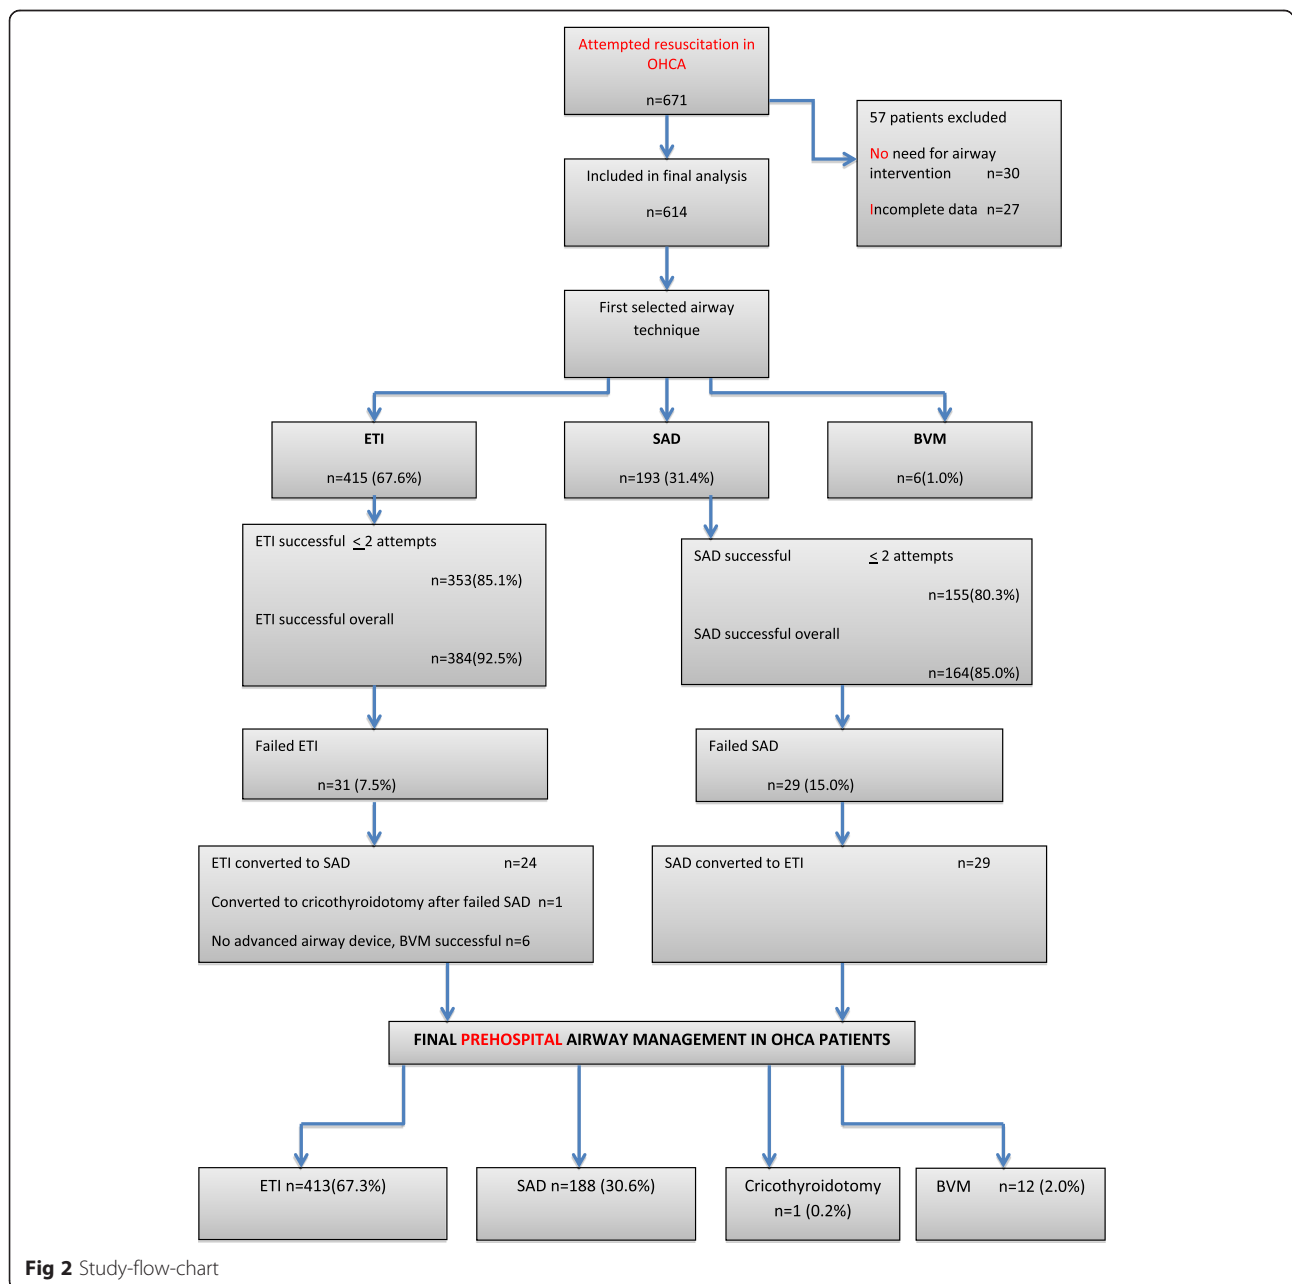 Attempted resuscitation in
OHCA
n=671
57 patients excluded
No need for airway
intervention n=30
Incomplete data n=27
Included in final analysis
n=614
First selected airway
technique
ETI
n=415 (67.6%)
SAD
n=193 (31.4%)
BVM
n=6(1.0%)
ETI successful ≤ 2 attempts
n=353(85.1%)
ETI successful overall
n=384(92.5%)
SAD successful ≤ 2 attempts
n=155(80.3%)
SAD successful overall
n=164(85.0%)
Failed ETI
n=31 (7.5%)
Failed SAD
n=29 (15.0%)
ETI converted to SAD n=24
Converted to cricothyroidotomy after failed SAD n=1
No advanced airway device, BVM successful n=6
SAD converted to ETI n=29
FINAL PREHOSPITAL AIRWAY MANAGEMENT IN OHCA PATIENTS
ETI n=413(67.3%)
SAD n=188 (30.6%)
Cricothyroidotomy
n=1 (0.2%)
BVM n=12 (2.0%)
Fig 2 Study-flow-chart